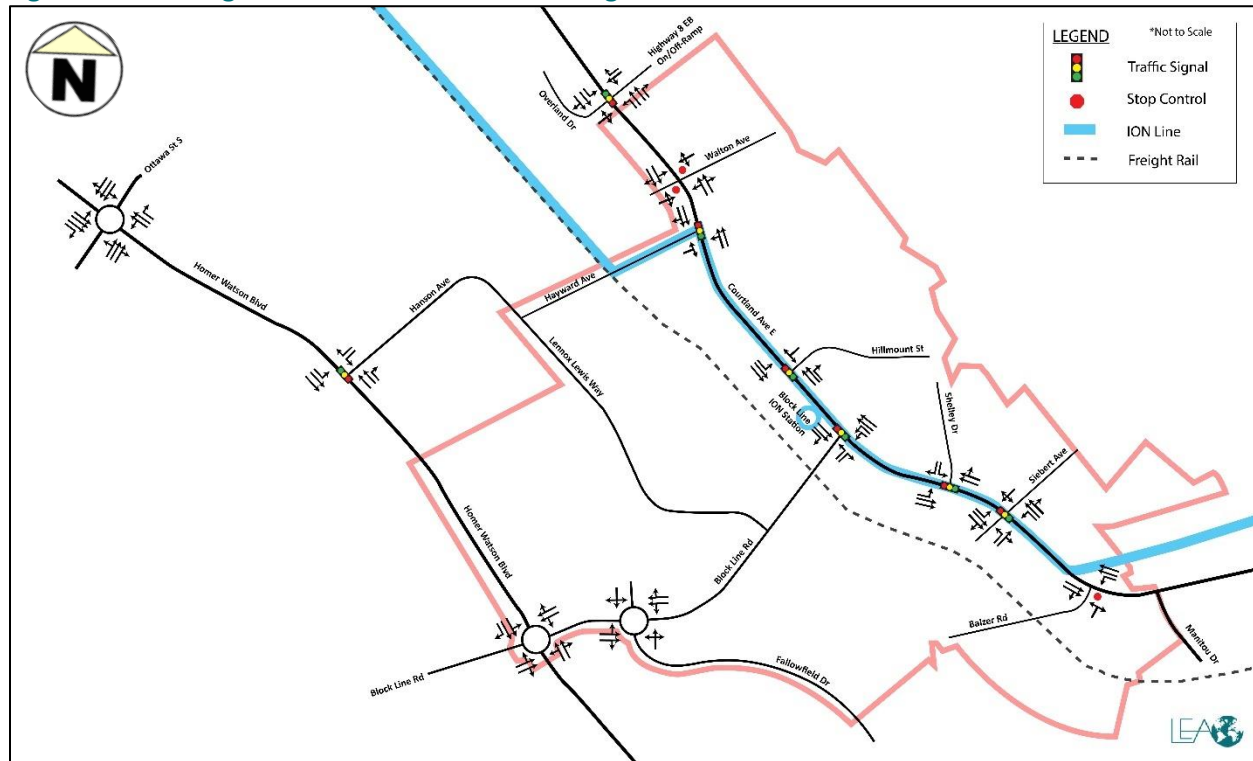 N
LEGEND
*Not to Scale
Traffic Signal
Stop Control
ION Line
Freight Rail
Highway 8 EB
On/Off-Ramp
Overland Dr
Walton Ave
Ottawa St S
Homer Watson Blvd
Hanson Ave
Hayward Ave
Lennox Lewis Way
Courtland Ave E
Hillmount St
Block Line
ION Station
Shelley Dr
Siebert Ave
Homer Watson Blvd
Block Line Rd
Balzer Rd
Manitou Dr
Block Line Rd
Fallowfield Dr
LEA